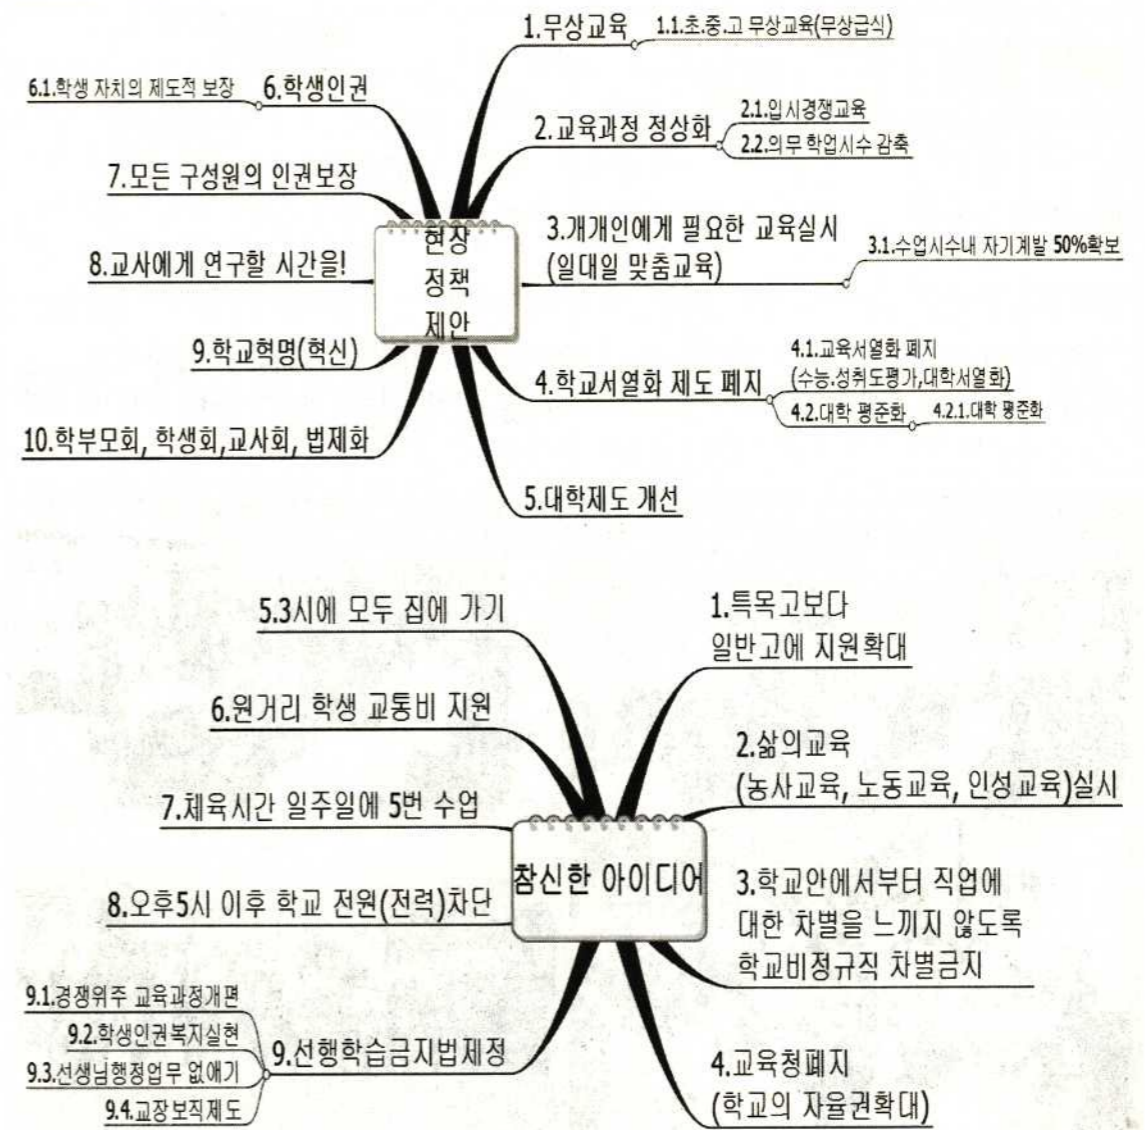 현장
정책
제안
1.무상교육
1.1.초.중.고 무상교육(무상급식)
2.교육과정 정상화
2.1.입시경쟁교육
2.2.의무 학업시수 감축
3.개개인에게 필요한 교육실시
(일대일 맞춤교육)
3.1.수업시수내 자기계발 50%확보
4.학교서열화 제도 폐지
4.1.교육서열화 폐지
(수능.성취도평가,대학서열화)
4.2.대학 평준화
4.2.1.대학 평준화
5.대학제도 개선
6.학생인권
6.1.학생 자치의 제도적 보장
7.모든 구성원의 인권보장
8.교사에게 연구할 시간을!
9.학교혁명(혁신)
10.학부모회, 학생회,교사회, 법제화
참신한 아이디어
1.특목고보다
일반고에 지원확대
2.삶의교육
(농사교육, 노동교육, 인성교육)실시
3.학교안에서부터 직업에
대한 차별을 느끼지 않도록
학교비정규직 차별금지
4.교육청폐지
(학교의 자율권확대)
5.3시에 모두 집에 가기
6.원거리 학생 교통비 지원
7.체육시간 일주일에 5번 수업
8.오후5시 이후 학교 전원(전력)차단
9.선행학습금지법제정
9.1.경쟁위주 교육과정개편
9.2.학생인권복지실현
9.3.선생님행정업무 없애기
9.4.교장보직제도